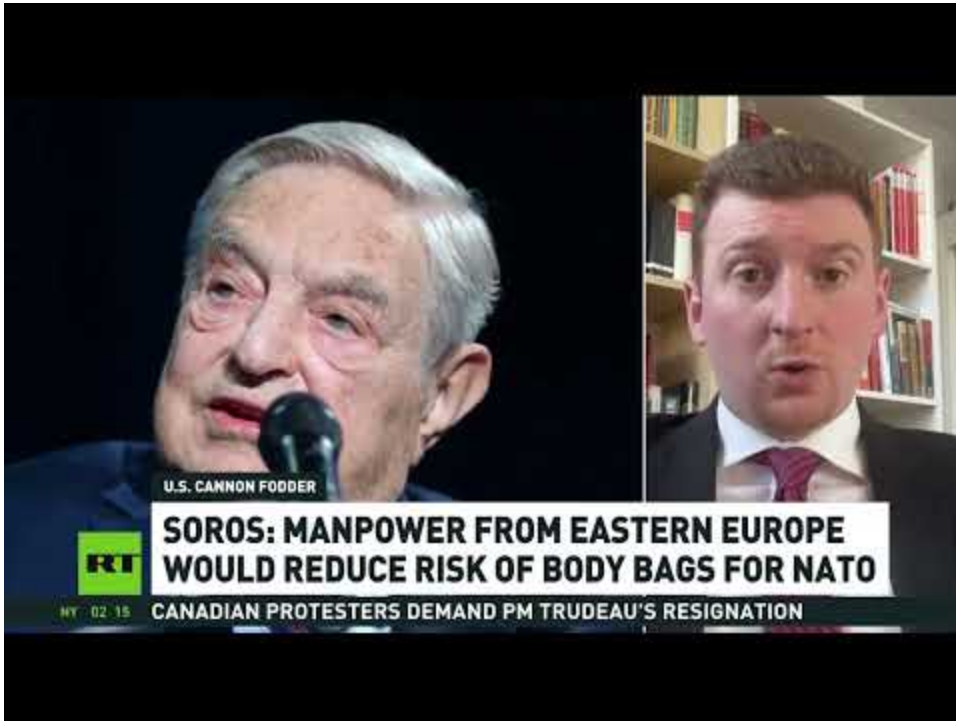 U.S. CANNON FODDER
SOROS: MANPOWER FROM EASTERN EUROPE
WOULD REDUCE RISK OF BODY BAGS FOR NATO
RT
NY 02 15 CANADIAN PROTESTERS DEMAND PM TRUDEAU'S RESIGNATION